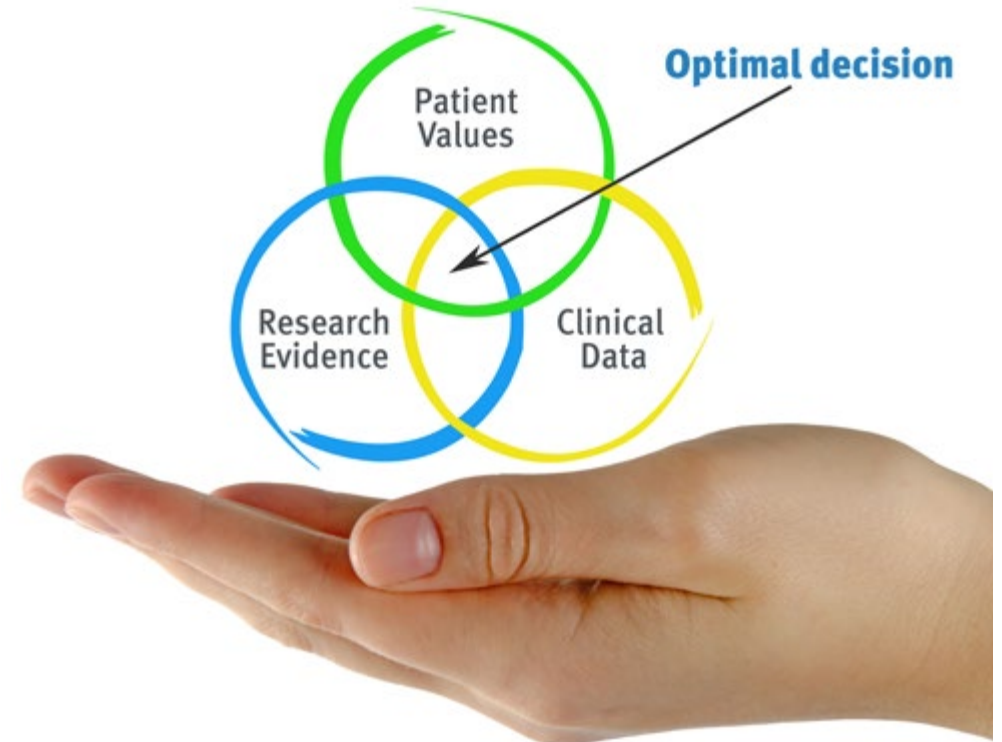 Optimal decision
Patient
Values
Research
Evidence
Clinical
Data